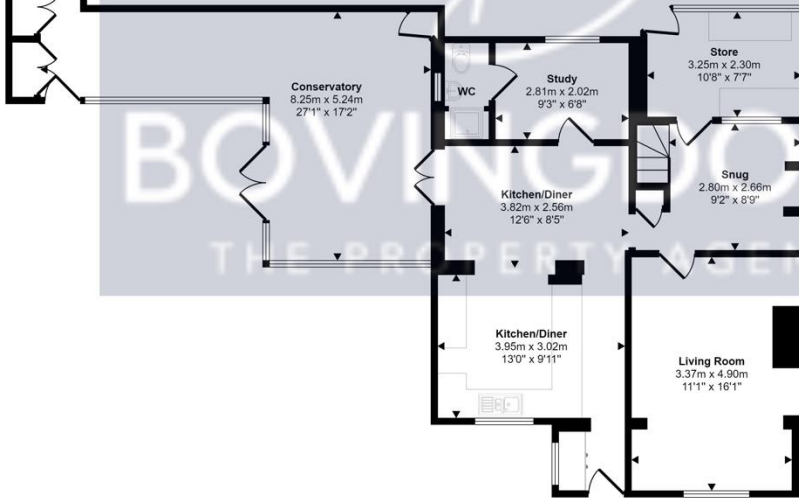 Conservatory
8.25m x 5.24m
27'1" x 17'2"
WC
Study
2.81m x 2.02m
9'3" x 6'8"
Store
3.25m x 2.30m
10'8" x 7'7"
Kitchen/Diner
3.82m x 2.56m
12'6" x 8'5"
Snug
2.80m x 2.66m
9'2" x 8'9"
Kitchen/Diner
3.95m x 3.02m
13'0" x 9'11"
Living Room
3.37m x 4.90m
11'1" x 16'1"
BOVINGDO
THE PROPERTY AGEN